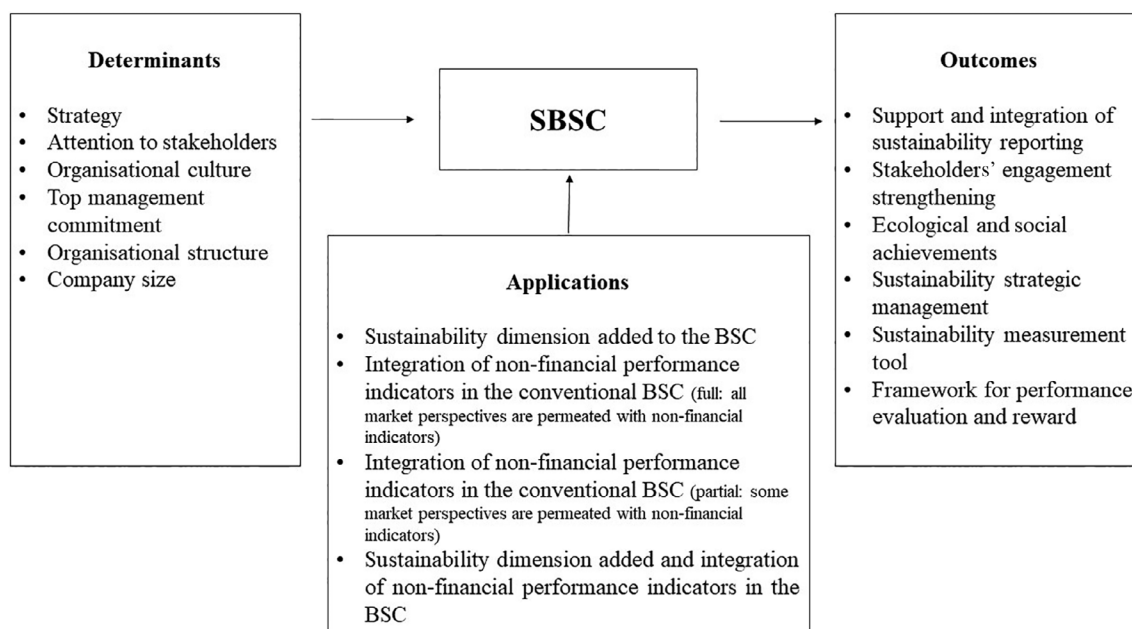 Determinants
• Strategy
• Attention to stakeholders
• Organisational culture
• Top management
commitment
• Organisational structure
• Company size
SBSC
Applications
• Sustainability dimension added to the BSC
• Integration of non-financial performance
indicators in the conventional BSC (full: all
market perspectives are permeated with non-financial
indicators)
• Integration of non-financial performance
indicators in the conventional BSC (partial: some
market perspectives are permeated with non-financial
indicators)
• Sustainability dimension added and integration
of non-financial performance indicators in the
BSC
Outcomes
• Support and integration of
sustainability reporting
• Stakeholders’ engagement
strengthening
• Ecological and social
achievements
• Sustainability strategic
management
• Sustainability measurement
tool
• Framework for performance
evaluation and reward